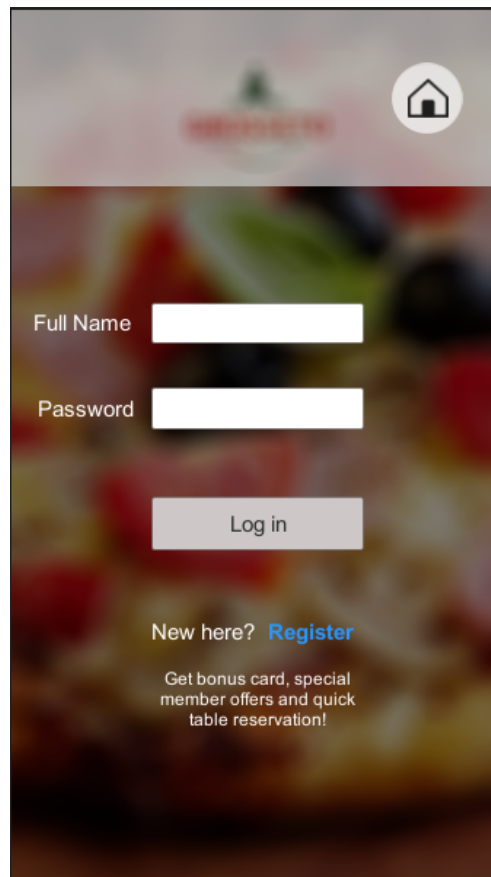 Full Name
Password
Log in
New here? Register
Get bonus card, special
member offers and quick
table reservation!